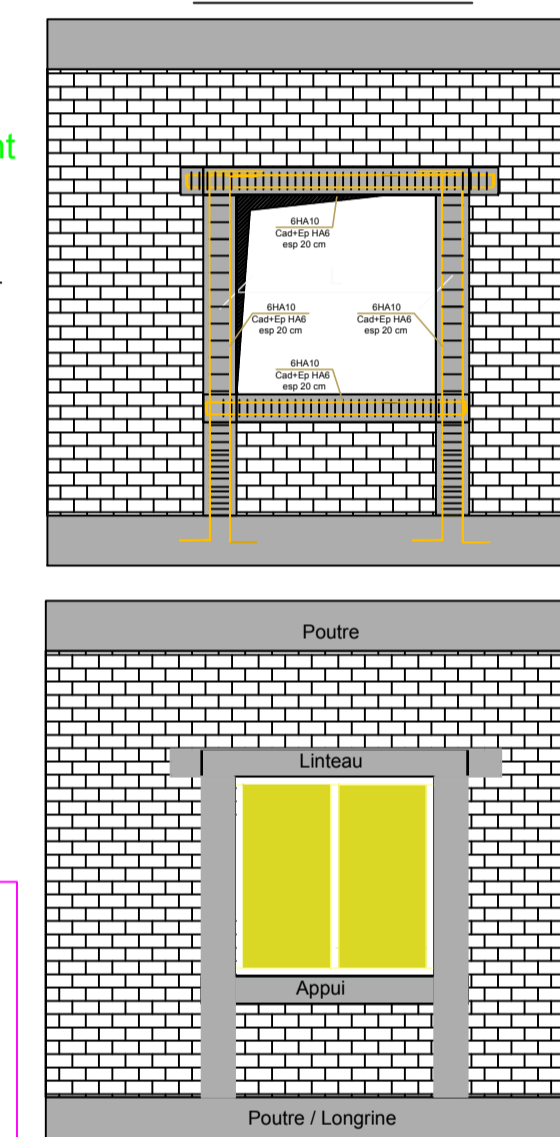 nt
6HA10
Cad+Ep HA6
esp 20 cm
6HA10
Cad+Ep HA6
esp 20 cm
6HA10
Cad+Ep HA6
esp 20 cm
6HA10
Cad+Ep HA6
esp 20 cm
Poutre
Linteau
Appui
Poutre / Longrine